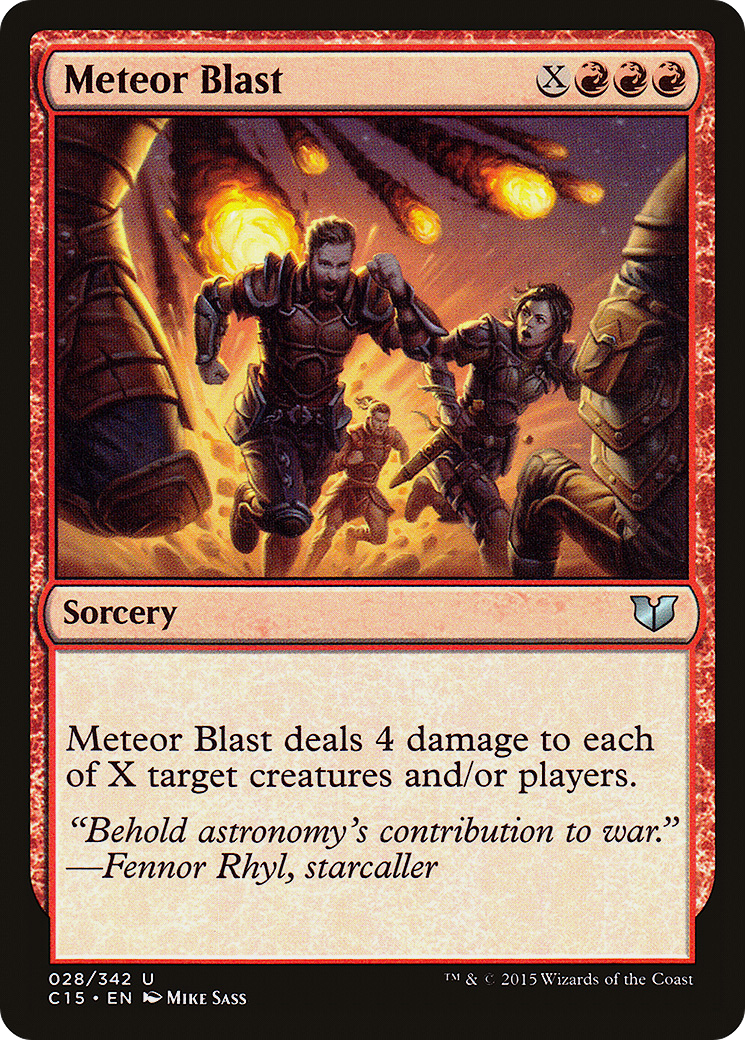 Meteor Blast X
Sorcery
Meteor Blast deals 4 damage to each
of X target creatures and/or players.
“Behold astronomy’s contribution to war.”
—Fennor Rhyl, starcaller
028/342 U
™ & © 2015 Wizards of the Coast
C15 • EN Mike Sass